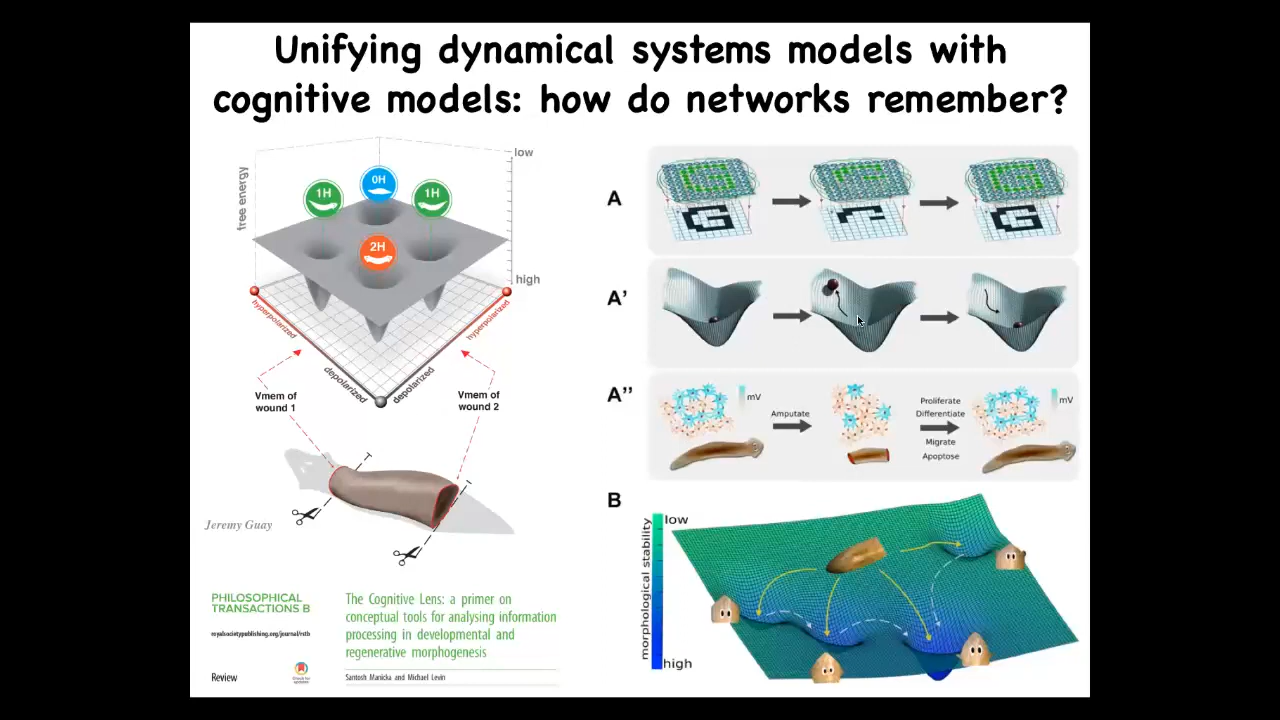 Unifying dynamical systems models with
cognitive models: how do networks remember?
free energy
low
high
1H
0H
1H
2H
hyperpolarized
depolarized
depolarized
hyperpolarized
Vmem of
wound 1
Vmem of
wound 2
Jeremy Guay
PHILOSOPHICAL
TRANSACTIONS B
royalsocietypublishing.org/journal/rstb
Review
The Cognitive Lens: a primer on
conceptual tools for analysing information
processing in developmental and
regenerative morphogenesis
Santosh Manicka and Michael Levin
A
G
G
G
G
A'
A''
mV
Amputate
Proliferate
Differentiate
Migrate
Apoptose
mV
B
morphological stability
low
high